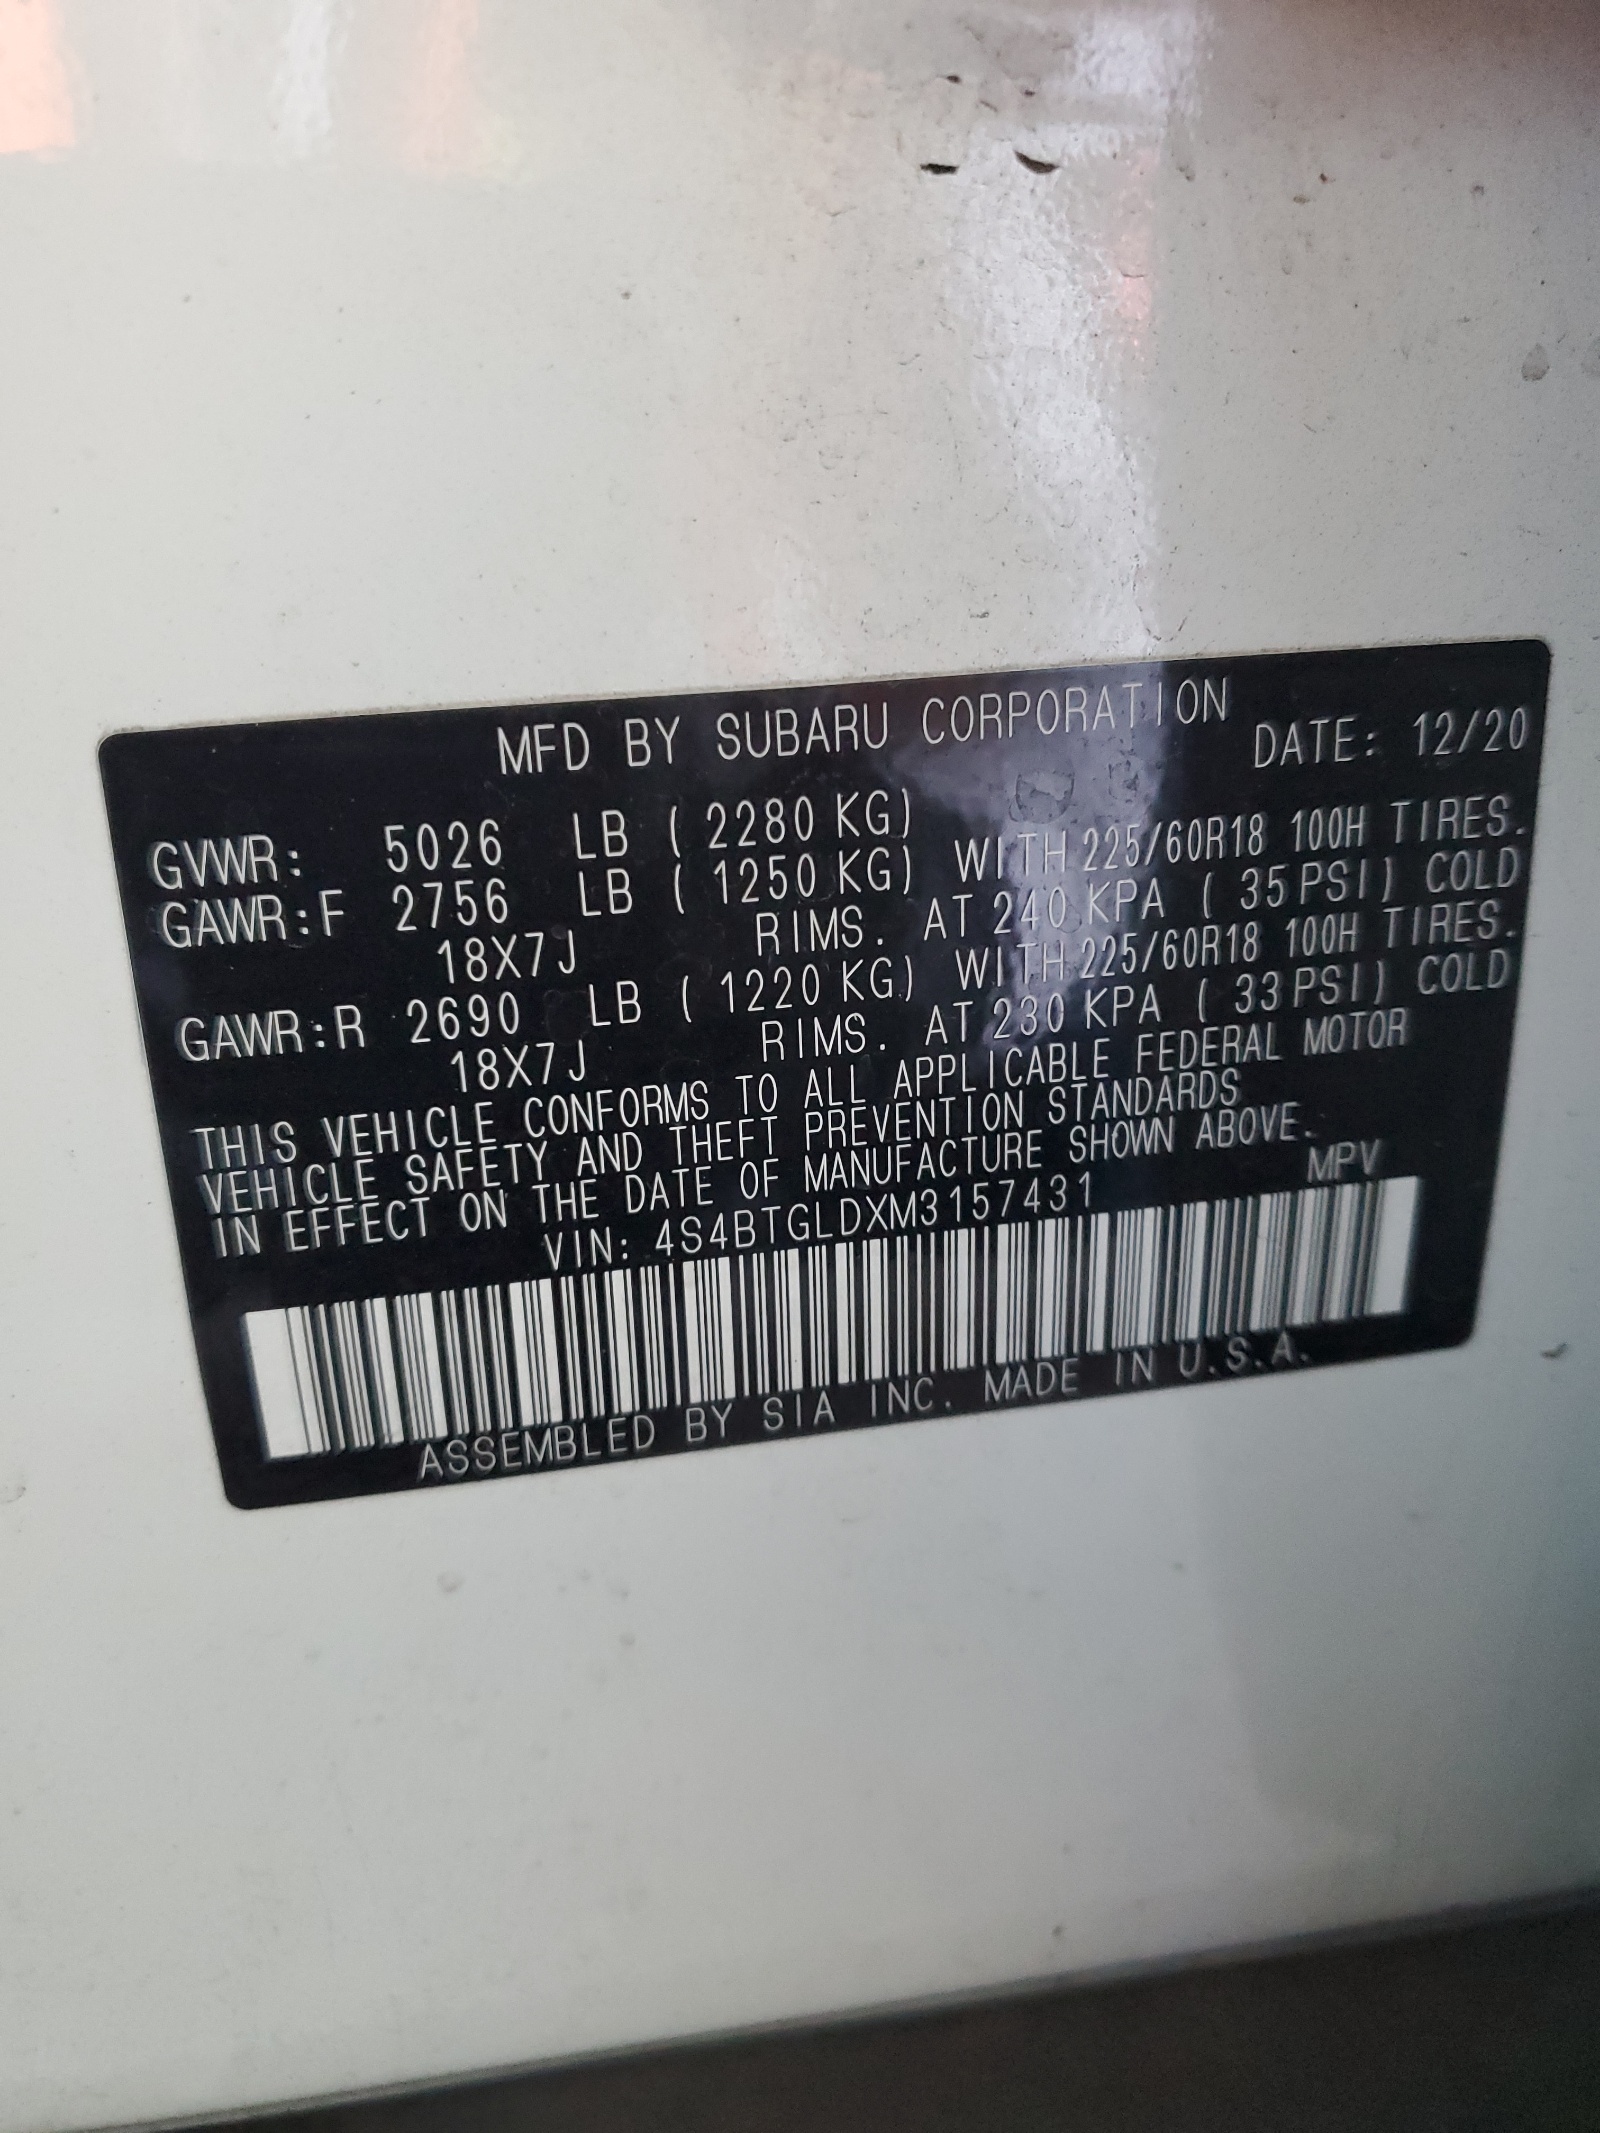 MFD BY SUBARU CORPORATION
DATE: 12/20
GVWR: 5026 LB ( 2280 KG)
GAWR:F 2756 LB ( 1250 KG) WITH 225/60R18 100H TIRES.
18X7J RIMS. AT 240 KPA ( 35PSI) COLD
GAWR:R 2690 LB ( 1220 KG) WITH 225/60R18 100H TIRES.
18X7J RIMS. AT 230 KPA ( 33PSI) COLD
THIS VEHICLE CONFORMS TO ALL APPLICABLE FEDERAL MOTOR
VEHICLE SAFETY AND THEFT PREVENTION STANDARDS
IN EFFECT ON THE DATE OF MANUFACTURE SHOWN ABOVE.
VIN: 4S4BTGLDXM3157431 MPV
ASSEMBLED BY SIA INC. MADE IN U.S.A.